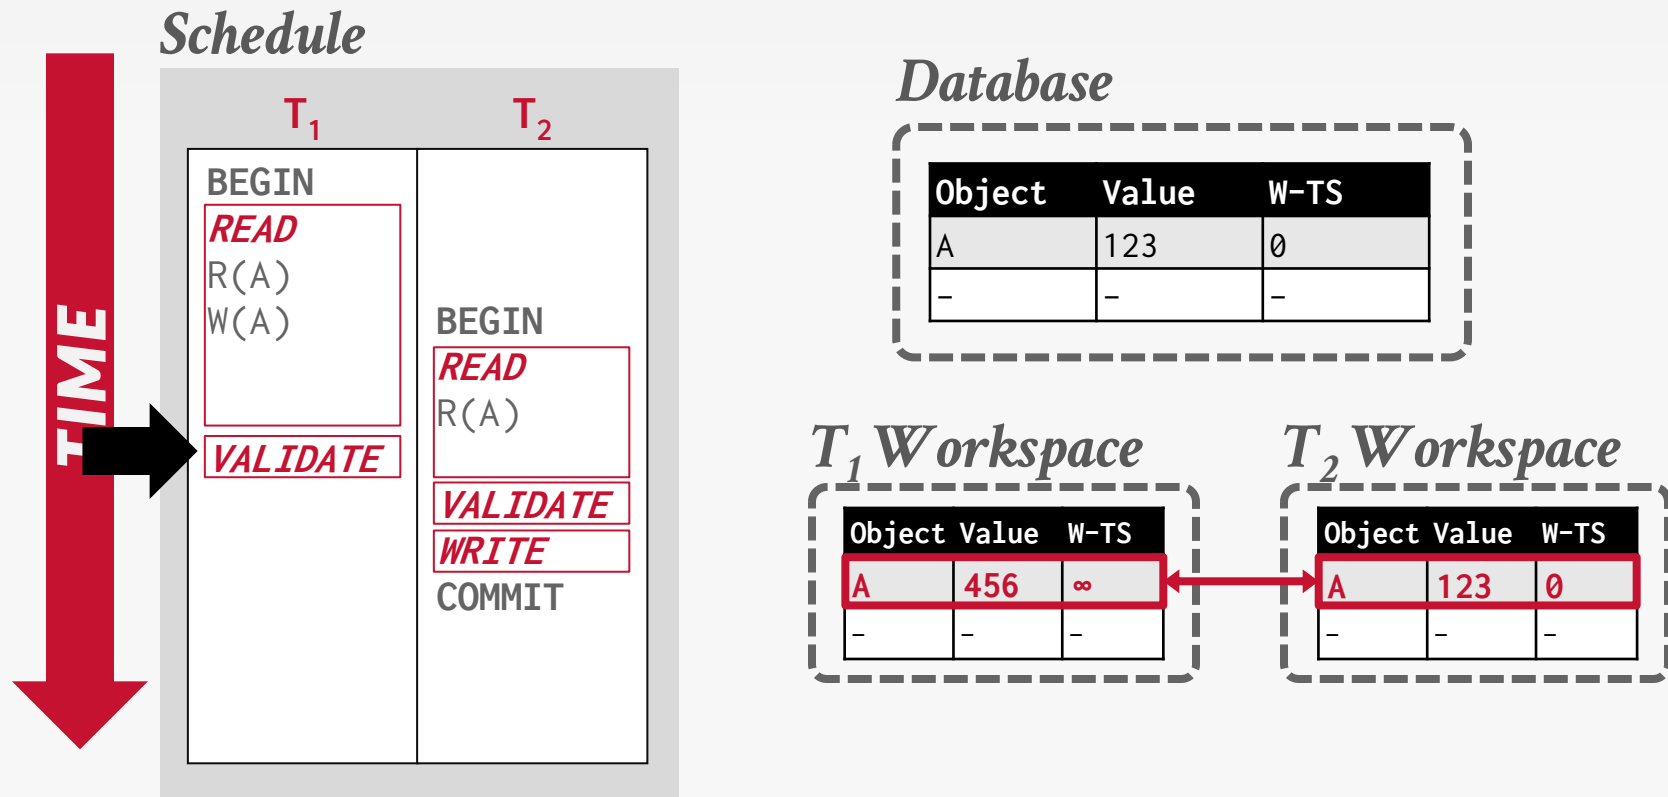 Schedule
TIME
T1 T2
BEGIN
READ
R(A)
W(A)
VALIDATE
BEGIN
READ
R(A)
VALIDATE
WRITE
COMMIT
Database
Object Value W-TS
A 123 0
- - -
T1 Workspace
Object Value W-TS
A 456 ∞
- - -
T2 Workspace
Object Value W-TS
A 123 0
- - -